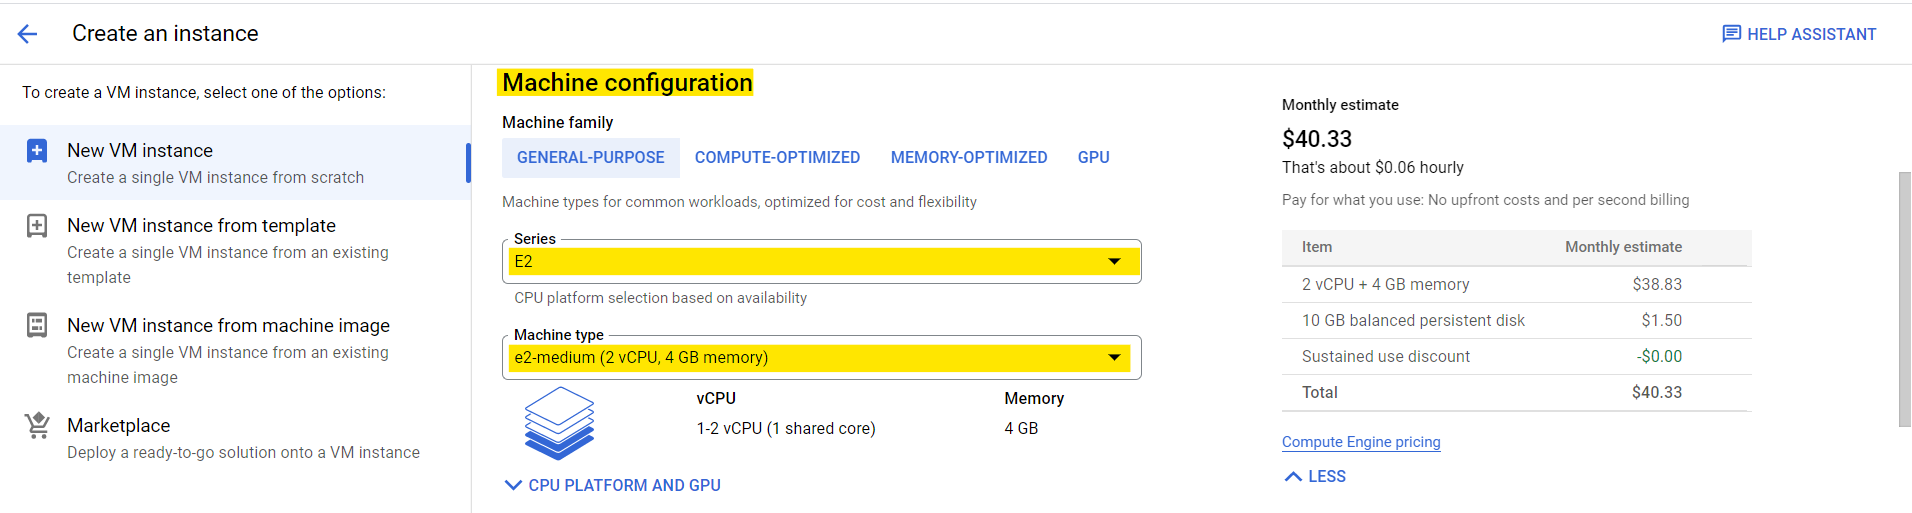 Create an instance
HELP ASSISTANT
To create a VM instance, select one of the options:
New VM instance
Create a single VM instance from scratch
New VM instance from template
Create a single VM instance from an existing
template
New VM instance from machine image
Create a single VM instance from an existing
machine image
Marketplace
Deploy a ready-to-go solution onto a VM instance
Machine configuration
Machine family
GENERAL-PURPOSE COMPUTE-OPTIMIZED MEMORY-OPTIMIZED GPU
Machine types for common workloads, optimized for cost and flexibility
Series
E2
CPU platform selection based on availability
Machine type
e2-medium (2 vCPU, 4 GB memory)
vCPU Memory
1-2 vCPU (1 shared core) 4 GB
CPU PLATFORM AND GPU
Monthly estimate
$40.33
That's about $0.06 hourly
Pay for what you use: No upfront costs and per second billing
Item Monthly estimate
2 vCPU + 4 GB memory $38.83
10 GB balanced persistent disk $1.50
Sustained use discount -$0.00
Total $40.33
Compute Engine pricing
LESS